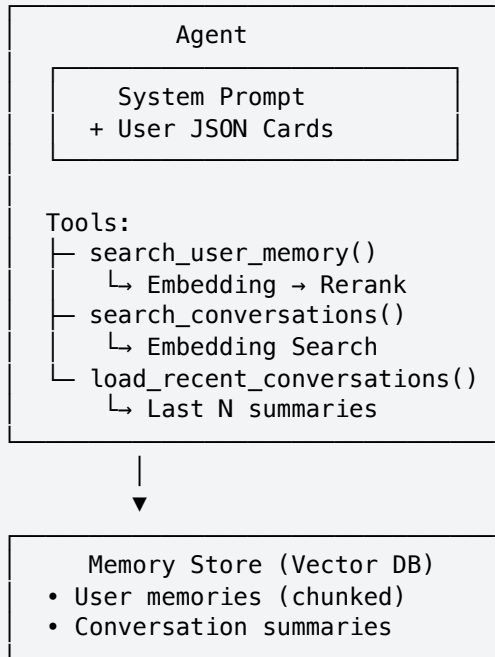 Agent
System Prompt
+ User JSON Cards
Tools:
├─ search_user_memory()
│ └→ Embedding → Rerank
├─ search_conversations()
│ └→ Embedding Search
└─ load_recent_conversations()
└→ Last N summaries
Memory Store (Vector DB)
• User memories (chunked)
• Conversation summaries